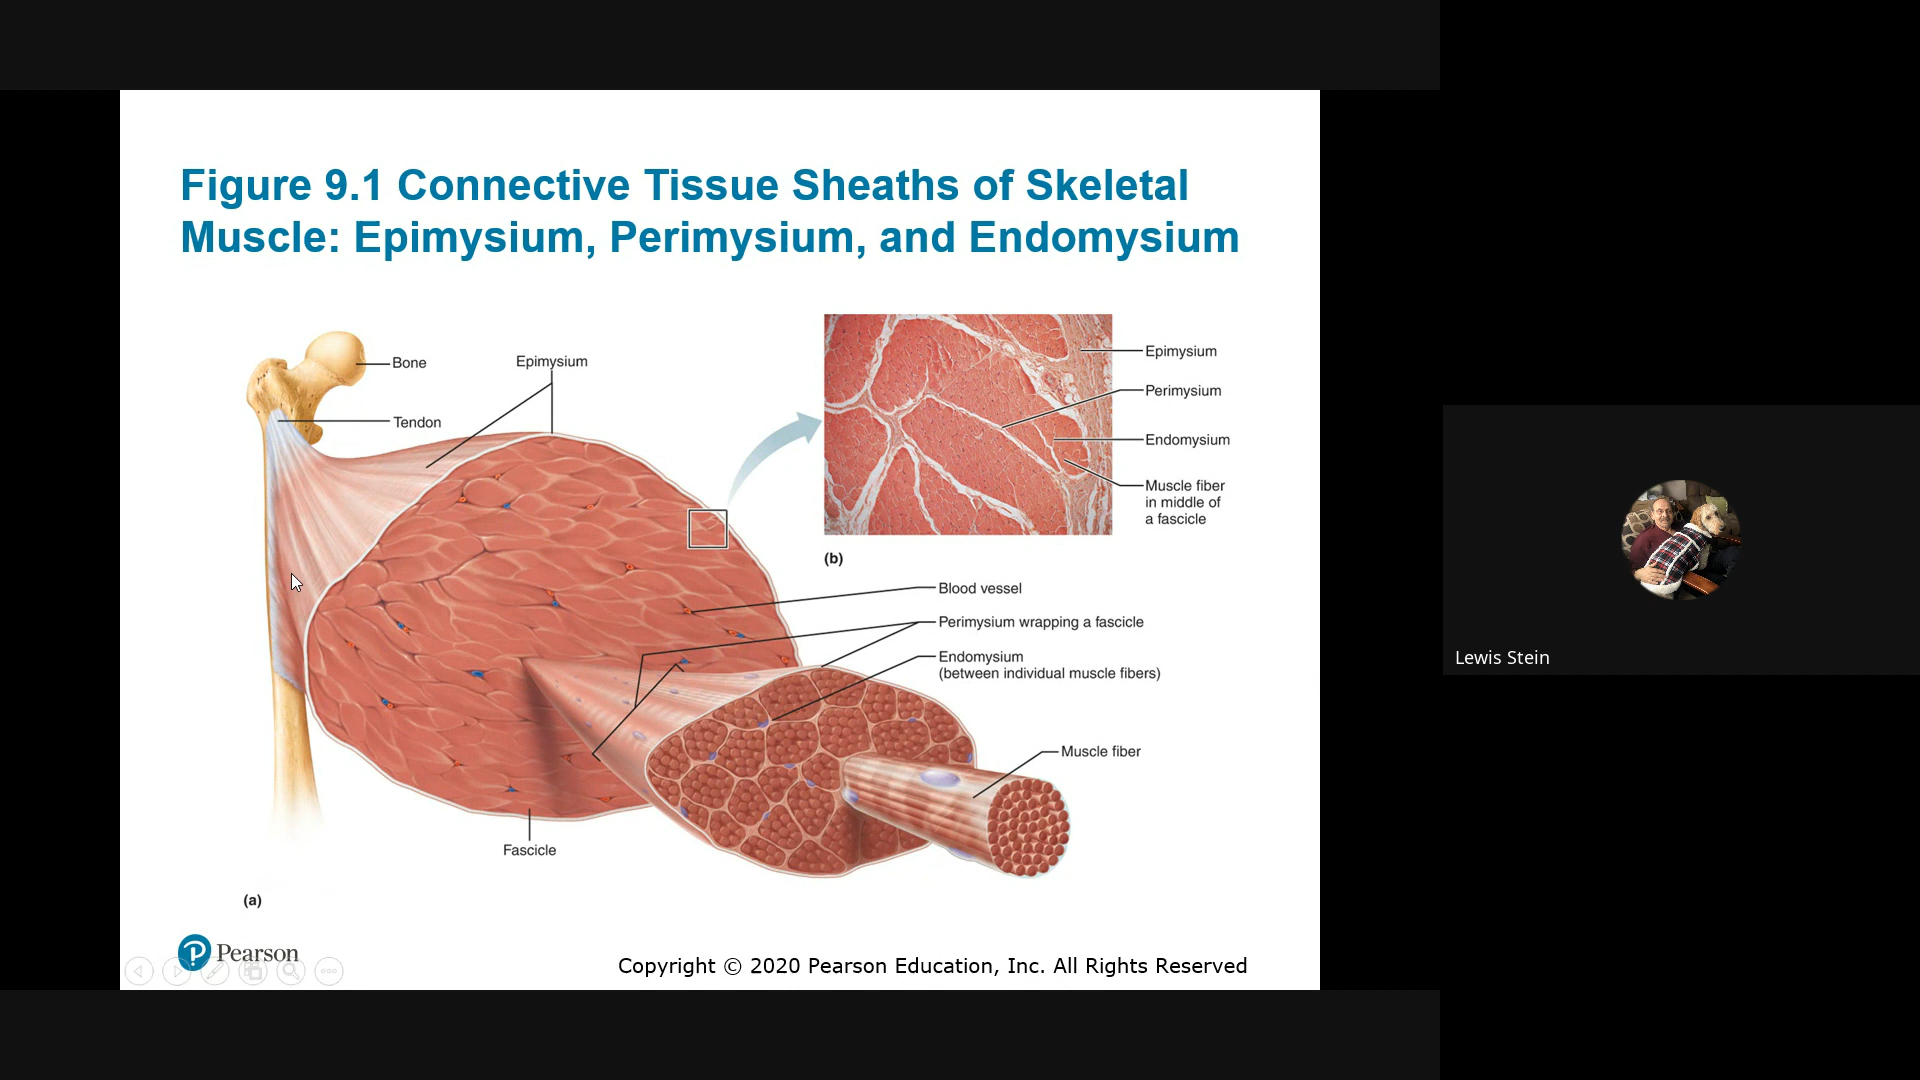 Figure 9.1 Connective Tissue Sheaths of Skeletal
Muscle: Epimysium, Perimysium, and Endomysium
Bone
Epimysium
Tendon
Epimysium
Perimysium
Endomysium
Muscle fiber
in middle of
a fascicle
(b)
Blood vessel
Perimysium wrapping a fascicle
Endomysium
(between individual muscle fibers)
Muscle fiber
Fascicle
(a)
P Pearson
Copyright © 2020 Pearson Education, Inc. All Rights Reserved
Lewis Stein